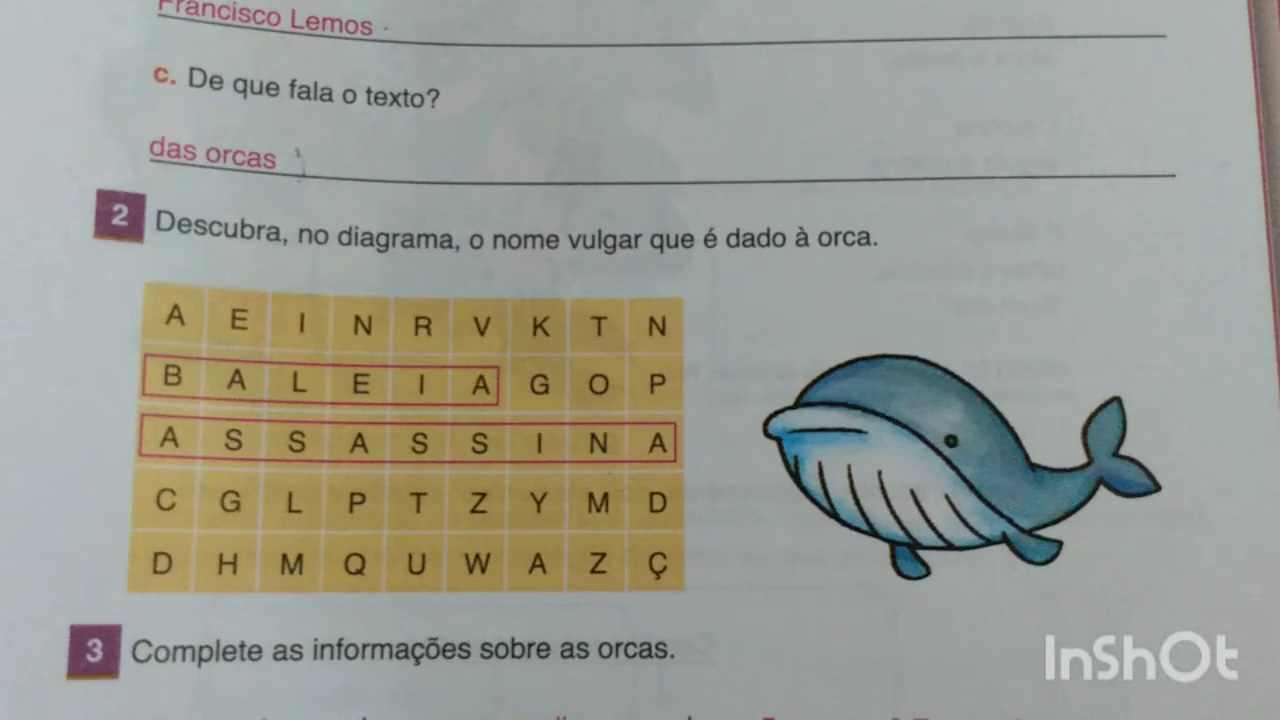 Francisco Lemos
c. De que fala o texto?
das orcas
2 Descubra, no diagrama, o nome vulgar que é dado à orca.
A E I N R V K T N
B A L E I A G O P
A S S A S S I N A
C G L P T Z Y M D
D H M Q U W A Z Ç
3 Complete as informações sobre as orcas.
InShOt